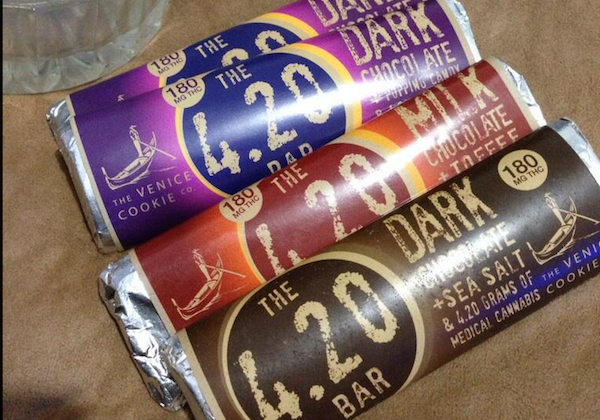 180
MG THC
THE
DARK
180
MG THC
THE
4.20
BAR
DARK
CHOCOLATE
+ POPPING CANDY
THE VENICE
COOKIE CO.
180
MG THC
THE
4.20
MILK
CHOCOLATE
+ TOFFEE
THE
4.20
BAR
DARK
CHOCOLATE
+SEA SALT
& 4.20 GRAMS OF
MEDICAL CANNABIS
180
MG THC
THE VENI
COOKIE